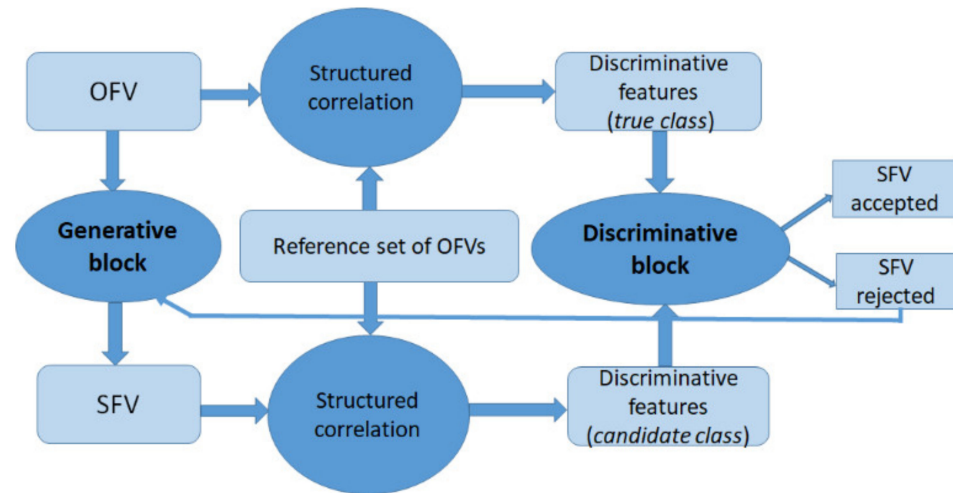 OFV
Structured
correlation
Discriminative
features
(true class)
SFV
accepted
Generative
block
Reference set of OFVs
Discriminative
block
SFV
rejected
SFV
Structured
correlation
Discriminative
features
(candidate class)